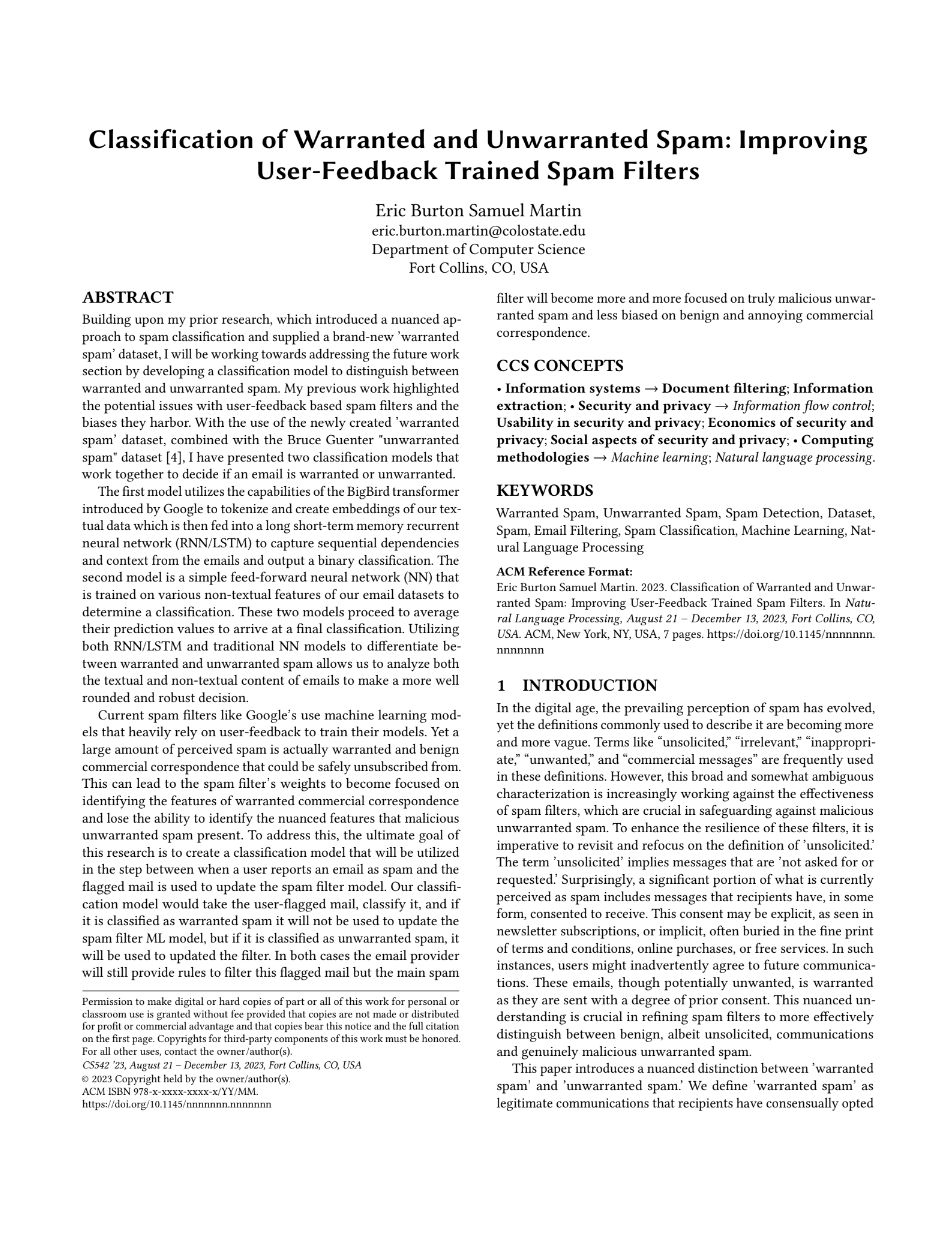 Classification of Warranted and Unwarranted Spam: Improving
User-Feedback Trained Spam Filters
Eric Burton Samuel Martin
eric.burton.martin@colostate.edu
Department of Computer Science
Fort Collins, CO, USA
ABSTRACT
Building upon my prior research, which introduced a nuanced ap-
proach to spam classification and supplied a brand-new 'warranted
spam' dataset, I will be working towards addressing the future work
section by developing a classification model to distinguish between
warranted and unwarranted spam. My previous work highlighted
the potential issues with user-feedback based spam filters and the
biases they harbor. With the use of the newly created 'warranted
spam' dataset, combined with the Bruce Guenter "unwarranted
spam" dataset [4], I have presented two classification models that
work together to decide if an email is warranted or unwarranted.
The first model utilizes the capabilities of the BigBird transformer
introduced by Google to tokenize and create embeddings of our tex-
tual data which is then fed into a long short-term memory recurrent
neural network (RNN/LSTM) to capture sequential dependencies
and context from the emails and output a binary classification. The
second model is a simple feed-forward neural network (NN) that
is trained on various non-textual features of our email datasets to
determine a classification. These two models proceed to average
their prediction values to arrive at a final classification. Utilizing
both RNN/LSTM and traditional NN models to differentiate be-
tween warranted and unwarranted spam allows us to analyze both
the textual and non-textual content of emails to make a more well
rounded and robust decision.
Current spam filters like Google's use machine learning mod-
els that heavily rely on user-feedback to train their models. Yet a
large amount of perceived spam is actually warranted and benign
commercial correspondence that could be safely unsubscribed from.
This can lead to the spam filter's weights to become focused on
identifying the features of warranted commercial correspondence
and lose the ability to identify the nuanced features that malicious
unwarranted spam present. To address this, the ultimate goal of
this research is to create a classification model that will be utilized
in the step between when a user reports an email as spam and the
flagged mail is used to update the spam filter model. Our classifi-
cation model would take the user-flagged mail, classify it, and if
it is classified as warranted spam it will not be used to update the
spam filter ML model, but if it is classified as unwarranted spam, it
will be used to updated the filter. In both cases the email provider
will still provide rules to filter this flagged mail but the main spam
Permission to make digital or hard copies of part or all of this work for personal or
classroom use is granted without fee provided that copies are not made or distributed
for profit or commercial advantage and that copies bear this notice and the full citation
on the first page. Copyrights for third-party components of this work must be honored.
For all other uses, contact the owner/author(s).
CS542 '23, August 21 – December 13, 2023, Fort Collins, CO, USA
© 2023 Copyright held by the owner/author(s).
ACM ISBN 978-x-xxxx-xxxx-x/YY/MM.
https://doi.org/10.1145/nnnnnnn.nnnnnnn
filter will become more and more focused on truly malicious unwar-
ranted spam and less biased on benign and annoying commercial
correspondence.
CCS CONCEPTS
• Information systems → Document filtering; Information
extraction; • Security and privacy → Information flow control;
Usability in security and privacy; Economics of security and
privacy; Social aspects of security and privacy; • Computing
methodologies → Machine learning; Natural language processing.
KEYWORDS
Warranted Spam, Unwarranted Spam, Spam Detection, Dataset,
Spam, Email Filtering, Spam Classification, Machine Learning, Nat-
ural Language Processing
ACM Reference Format:
Eric Burton Samuel Martin. 2023. Classification of Warranted and Unwar-
ranted Spam: Improving User-Feedback Trained Spam Filters. In Natu-
ral Language Processing, August 21 – December 13, 2023, Fort Collins, CO,
USA. ACM, New York, NY, USA, 7 pages. https://doi.org/10.1145/nnnnnnn.
nnnnnnn
1 INTRODUCTION
In the digital age, the prevailing perception of spam has evolved,
yet the definitions commonly used to describe it are becoming more
and more vague. Terms like “unsolicited,” “irrelevant,” “inappropri-
ate,” “unwanted,” and “commercial messages” are frequently used
in these definitions. However, this broad and somewhat ambiguous
characterization is increasingly working against the effectiveness
of spam filters, which are crucial in safeguarding against malicious
unwarranted spam. To enhance the resilience of these filters, it is
imperative to revisit and refocus on the definition of 'unsolicited.'
The term 'unsolicited' implies messages that are 'not asked for or
requested.' Surprisingly, a significant portion of what is currently
perceived as spam includes messages that recipients have, in some
form, consented to receive. This consent may be explicit, as seen in
newsletter subscriptions, or implicit, often buried in the fine print
of terms and conditions, online purchases, or free services. In such
instances, users might inadvertently agree to future communica-
tions. These emails, though potentially unwanted, is warranted
as they are sent with a degree of prior consent. This nuanced un-
derstanding is crucial in refining spam filters to more effectively
distinguish between benign, albeit unsolicited, communications
and genuinely malicious unwarranted spam.
This paper introduces a nuanced distinction between 'warranted
spam' and 'unwarranted spam.' We define 'warranted spam' as
legitimate communications that recipients have consensually opted